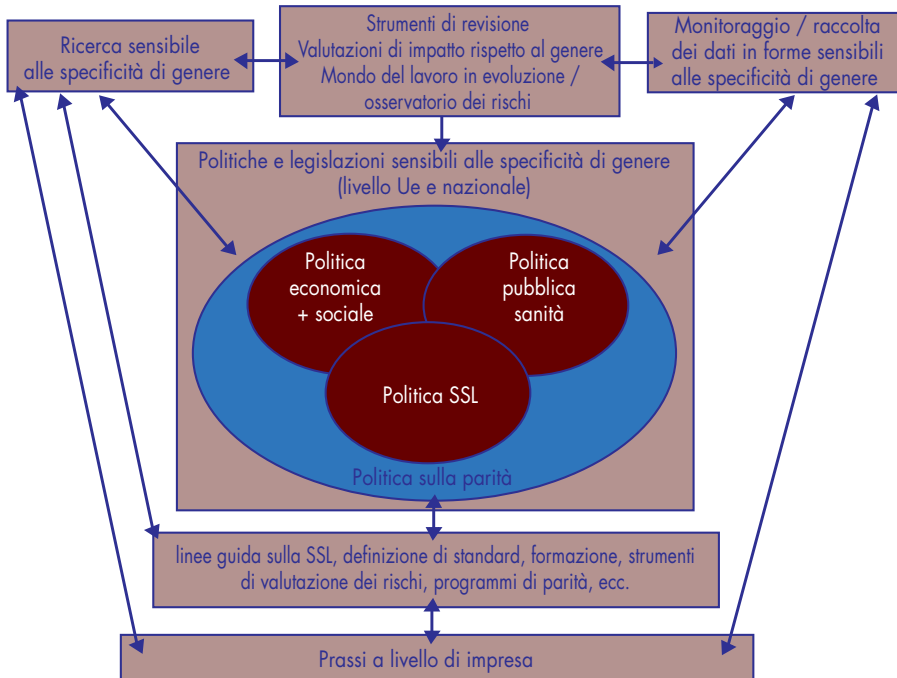 Ricerca sensibile
alle specificità di genere
Strumenti di revisione
Valutazioni di impatto rispetto al genere
Mondo del lavoro in evoluzione /
osservatorio dei rischi
Monitoraggio / raccolta
dei dati in forme sensibili
alle specificità di genere
Politiche e legislazioni sensibili alle specificità di genere
(livello Ue e nazionale)
Politica
economica
+ sociale
Politica
pubblica
sanità
Politica SSL
Politica sulla parità
linee guida sulla SSL, definizione di standard, formazione, strumenti
di valutazione dei rischi, programmi di parità, ecc.
Prassi a livello di impresa